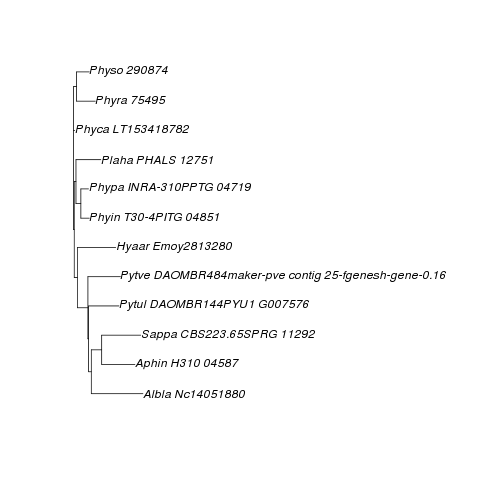 Physo 290874
Phyra 75495
Phyca LT153418782
Plaha PHALS 12751
Phypa INRA-310PPTG 04719
Phyin T30-4PITG 04851
Hyaar Emoy2813280
Pytve DAOMBR484maker-pve contig 25-fgenesh-gene-0.16
Pytul DAOMBR144PYU1 G007576
Sappa CBS223.65SPRG 11292
Aphin H310 04587
Albla Nc14051880